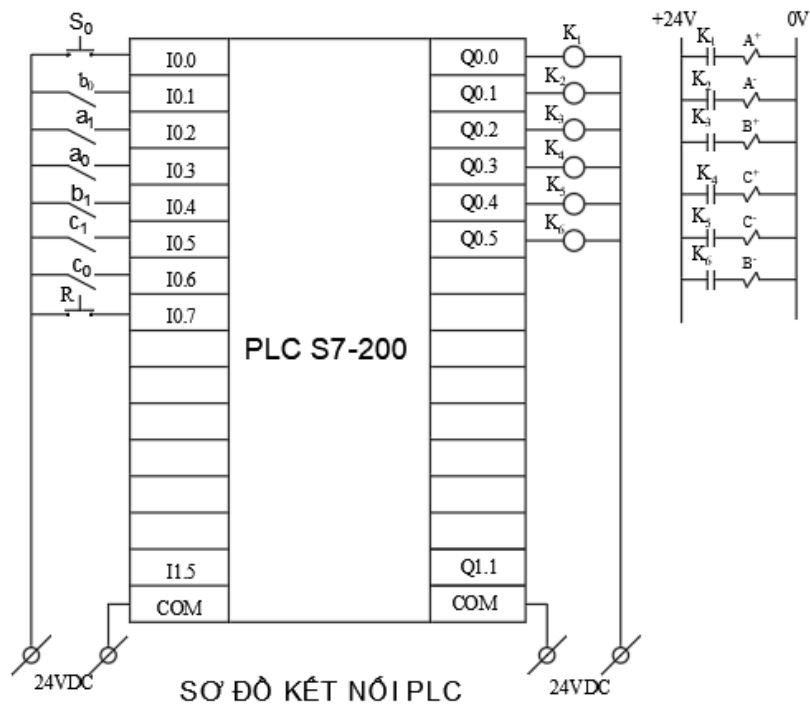 S₀
I0.0
b₀
I0.1
a₁
I0.2
a₀
I0.3
b₁
I0.4
c₁
I0.5
c₀
I0.6
R
I0.7
I1.5
COM
24VDC
PLC S7-200
Q0.0
K₁
Q0.1
K₂
Q0.2
K₃
Q0.3
K₄
Q0.4
K₅
Q0.5
K₆
Q1.1
COM
24VDC
+24V
0V
K₁ A⁺
K₂ A⁻
K₃ B⁺
K₄ C⁺
K₅ C⁻
K₆ B⁻
SƠ ĐỒ KẾT NỐI PLC